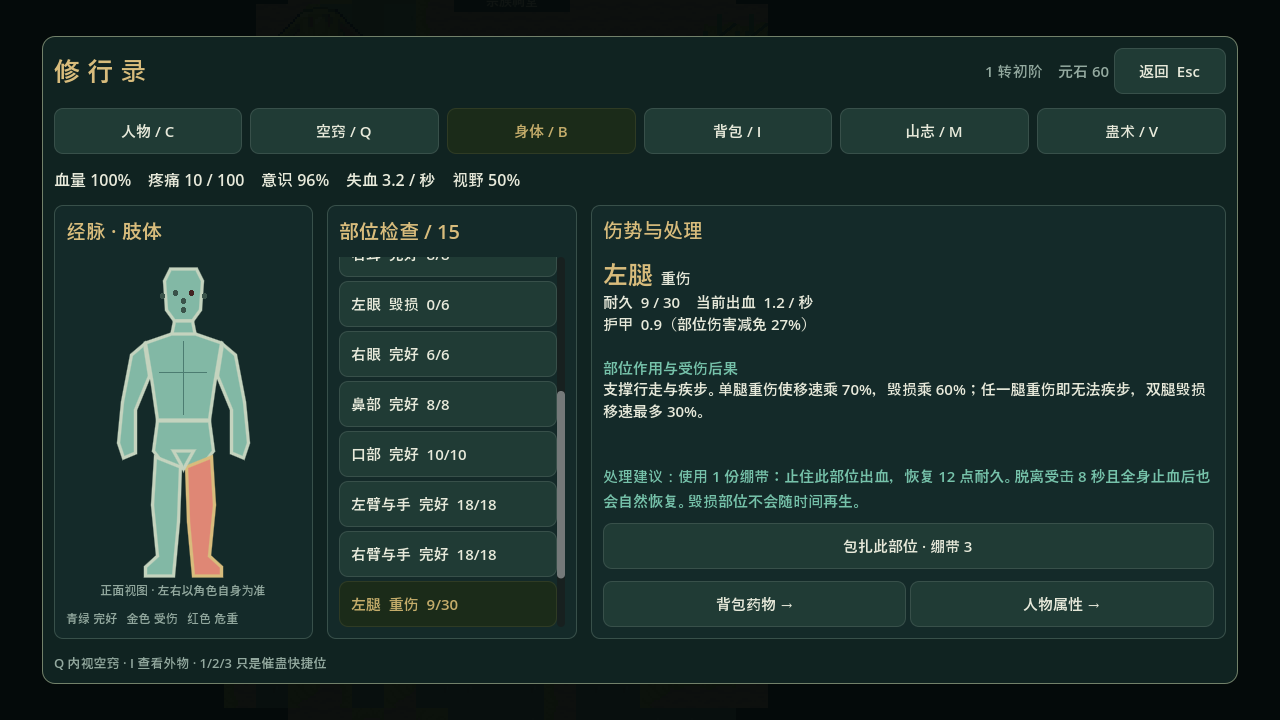 修行录
1 转初阶 元石 60 返回 Esc
人物 / C 空窍 / Q 身体 / B 背包 / I 山志 / M 蛊术 / V
血量 100% 疼痛 10 / 100 意识 96% 失血 3.2 / 秒 视野 50%
经脉 · 肢体
正面视图 · 左右以角色自身为准
青绿 完好 金色 受伤 红色 危重
部位检查 / 15
左眼 毁损 0/6
右眼 完好 6/6
鼻部 完好 8/8
口部 完好 10/10
左臂与手 完好 18/18
右臂与手 完好 18/18
左腿 重伤 9/30
伤势与处理
左腿 重伤
耐久 9 / 30 当前出血 1.2 / 秒
护甲 0.9（部位伤害减免 27%）
部位作用与受伤后果
支撑行走与疾步。单腿重伤使移速乘 70%，毁损乘 60%；任一腿重伤即无法疾步，双腿毁损
移速最多 30%。
处理建议：使用 1 份绷带：止住此部位出血，恢复 12 点耐久。脱离受击 8 秒且全身止血后也
会自然恢复。毁损部位不会随时间再生。
包扎此部位 · 绷带 3
背包药物 → 人物属性 →
Q 内视空窍 · I 查看外物 · 1/2/3 只是催蛊快捷位